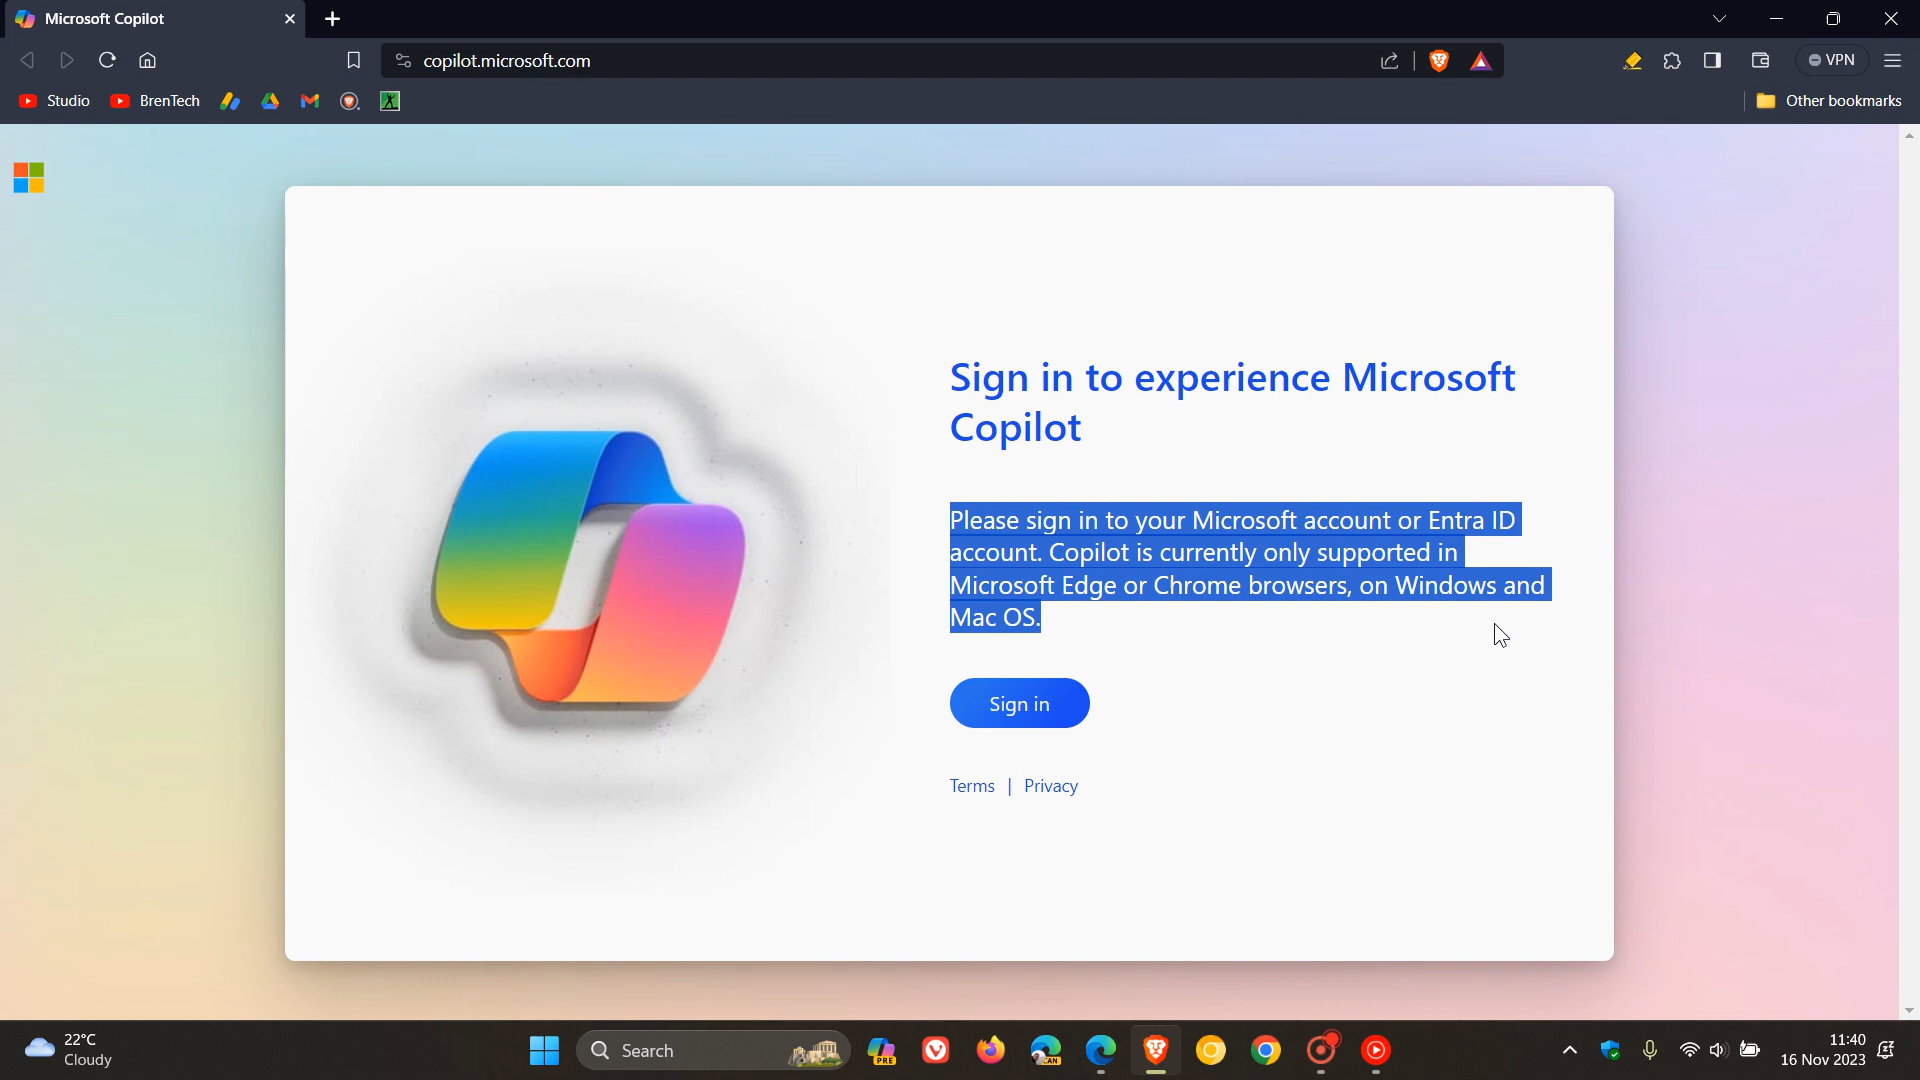 Microsoft Copilot
copilot.microsoft.com
VPN
Studio
BrenTech
Other bookmarks
Sign in to experience Microsoft
Copilot
Please sign in to your Microsoft account or Entra ID
account. Copilot is currently only supported in
Microsoft Edge or Chrome browsers, on Windows and
Mac OS.
Sign in
Terms | Privacy
22°C
Cloudy
Search
PRE
CAN
11:40
16 Nov 2023